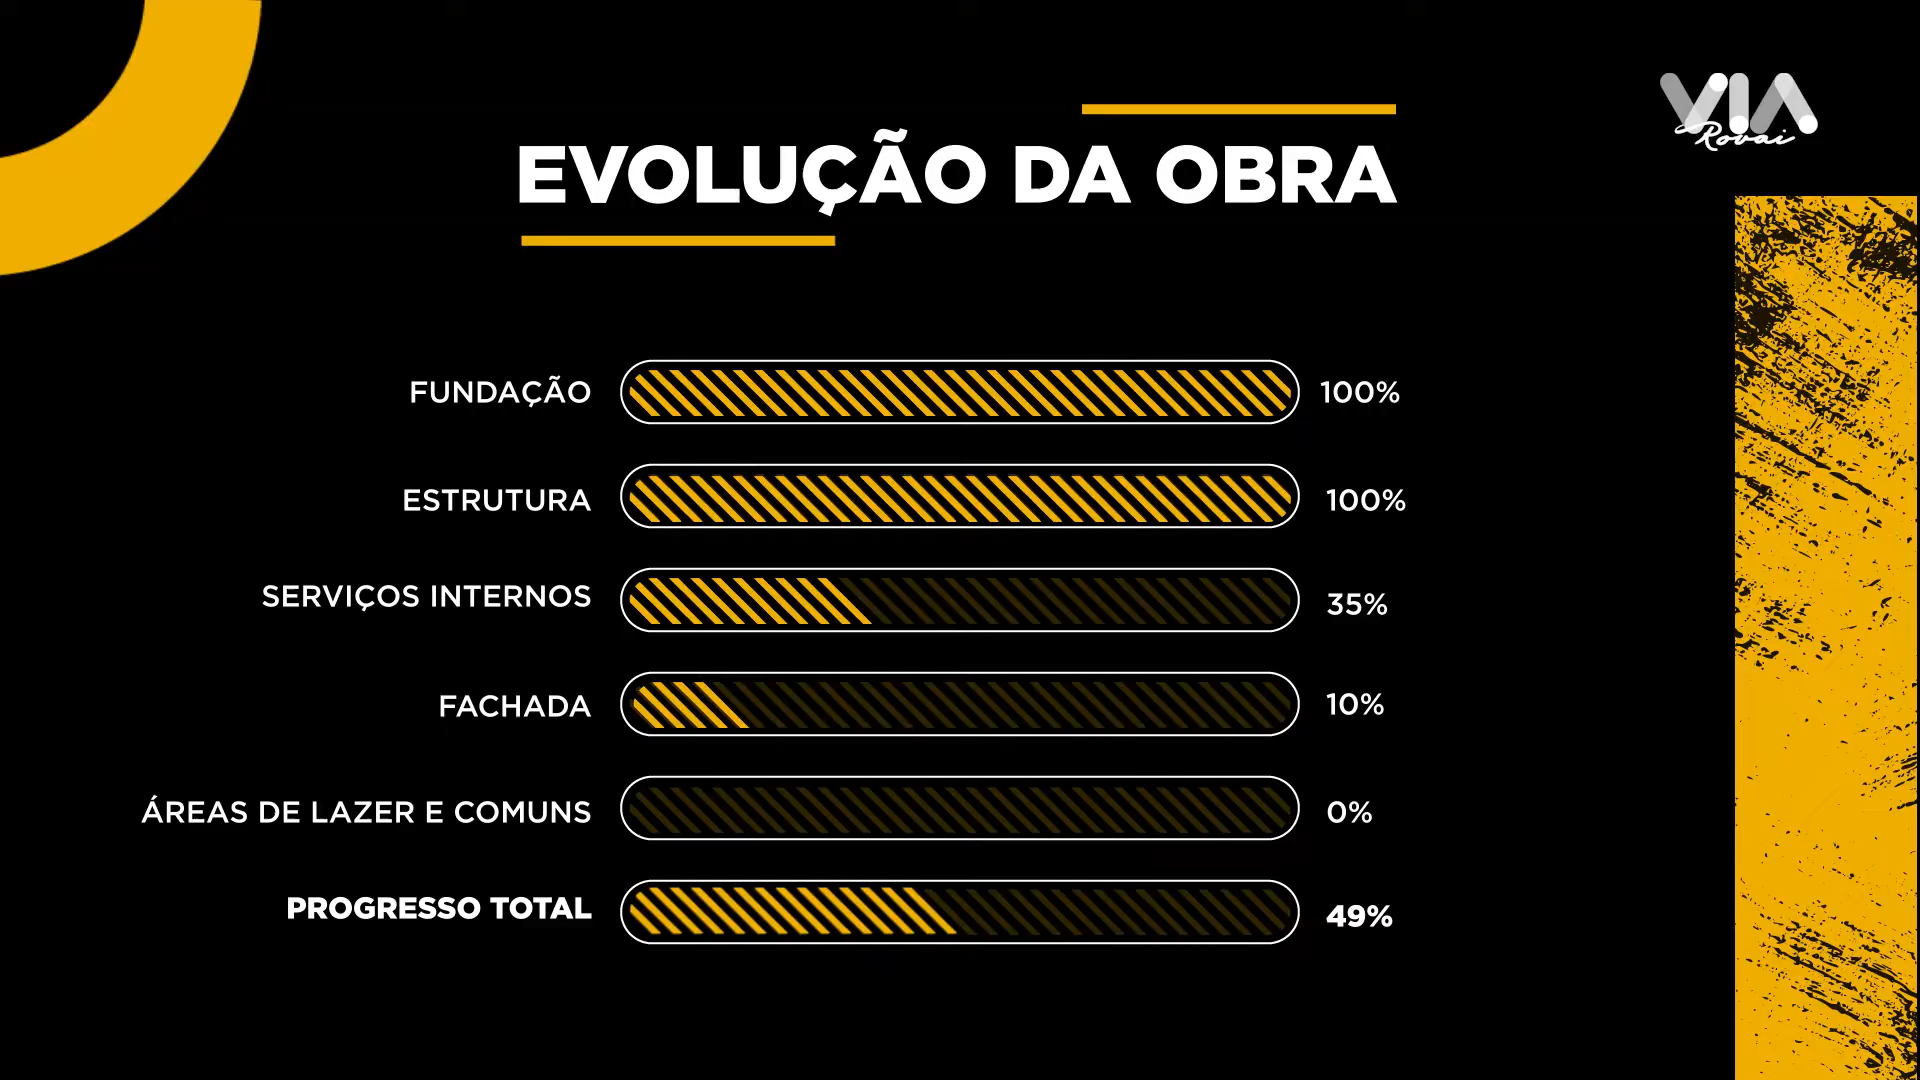 VIA
Rovai
EVOLUÇÃO DA OBRA
FUNDAÇÃO 100%
ESTRUTURA 100%
SERVIÇOS INTERNOS 35%
FACHADA 10%
ÁREAS DE LAZER E COMUNS 0%
PROGRESSO TOTAL 49%